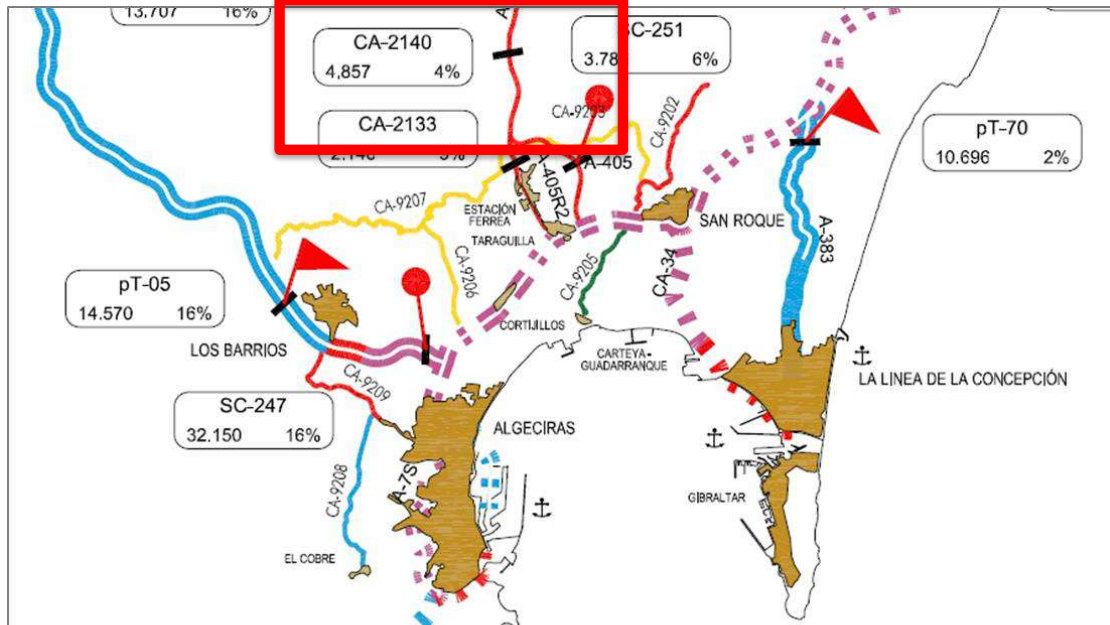 13.707 16%
CA-2140
4,857 4%
SC-251
3.78 6%
CA-9203
CA-9202
CA-2133
A-405
A-405R2
pT-70
10.696 2%
CA-9207
ESTACIÓN
FERREA
TARAGUILLA
SAN ROQUE
A-383
CA-9206
CA-9205
CA-34
pT-05
14.570 16%
CORTIJILLOS
LOS BARRIOS
CARTEYA-
GUADARRANQUE
LA LINEA DE LA CONCEPCIÓN
CA-9209
SC-247
32.150 16%
ALGECIRAS
CA-9208
A-7S
GIBRALTAR
EL COBRE